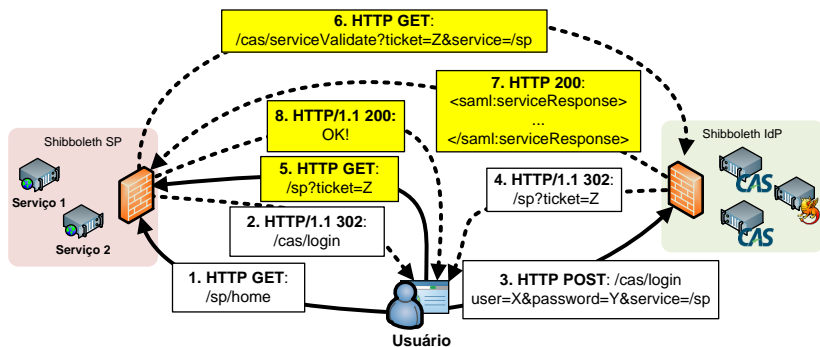 6. HTTP GET:
/cas/serviceValidate?ticket=Z&service=/sp
7. HTTP 200:
<saml:serviceResponse>
...
</saml:serviceResponse>
8. HTTP/1.1 200:
OK!
Shibboleth SP
Shibboleth IdP
5. HTTP GET:
/sp?ticket=Z
4. HTTP/1.1 302:
/sp?ticket=Z
Serviço 1
CAS
2. HTTP/1.1 302:
/cas/login
Serviço 2
CAS
1. HTTP GET:
/sp/home
3. HTTP POST: /cas/login
user=X&password=Y&service=/sp
Usuário